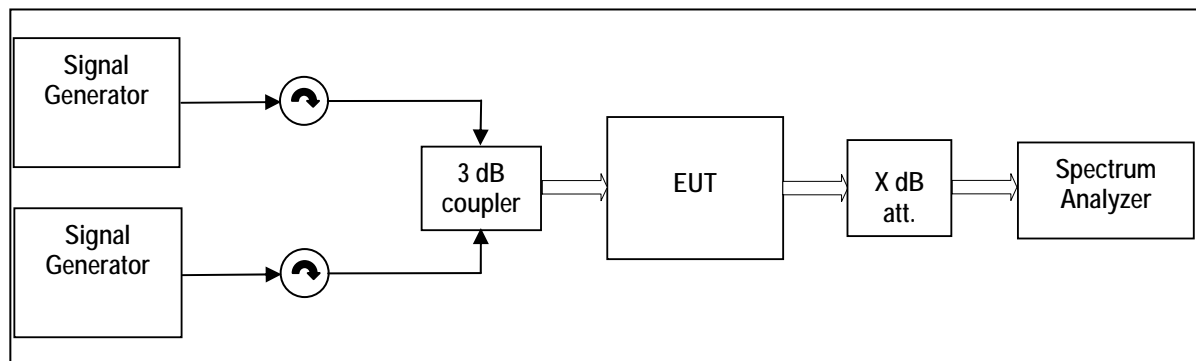 Signal
Generator
3 dB
coupler
EUT
X dB
att.
Spectrum
Analyzer
Signal
Generator